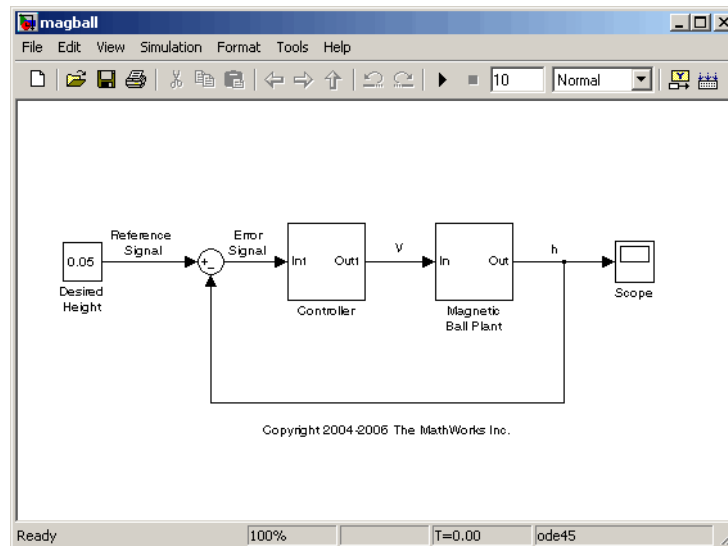 magball
File Edit View Simulation Format Tools Help
10 Normal
Reference
Signal
Error
Signal
0.05
+
-
In1 Out1
V
In Out
h
Desired
Height
Controller
Magnetic
Ball Plant
Scope
Copyright 2004-2006 The MathWorks Inc.
Ready 100% T=0.00 ode45